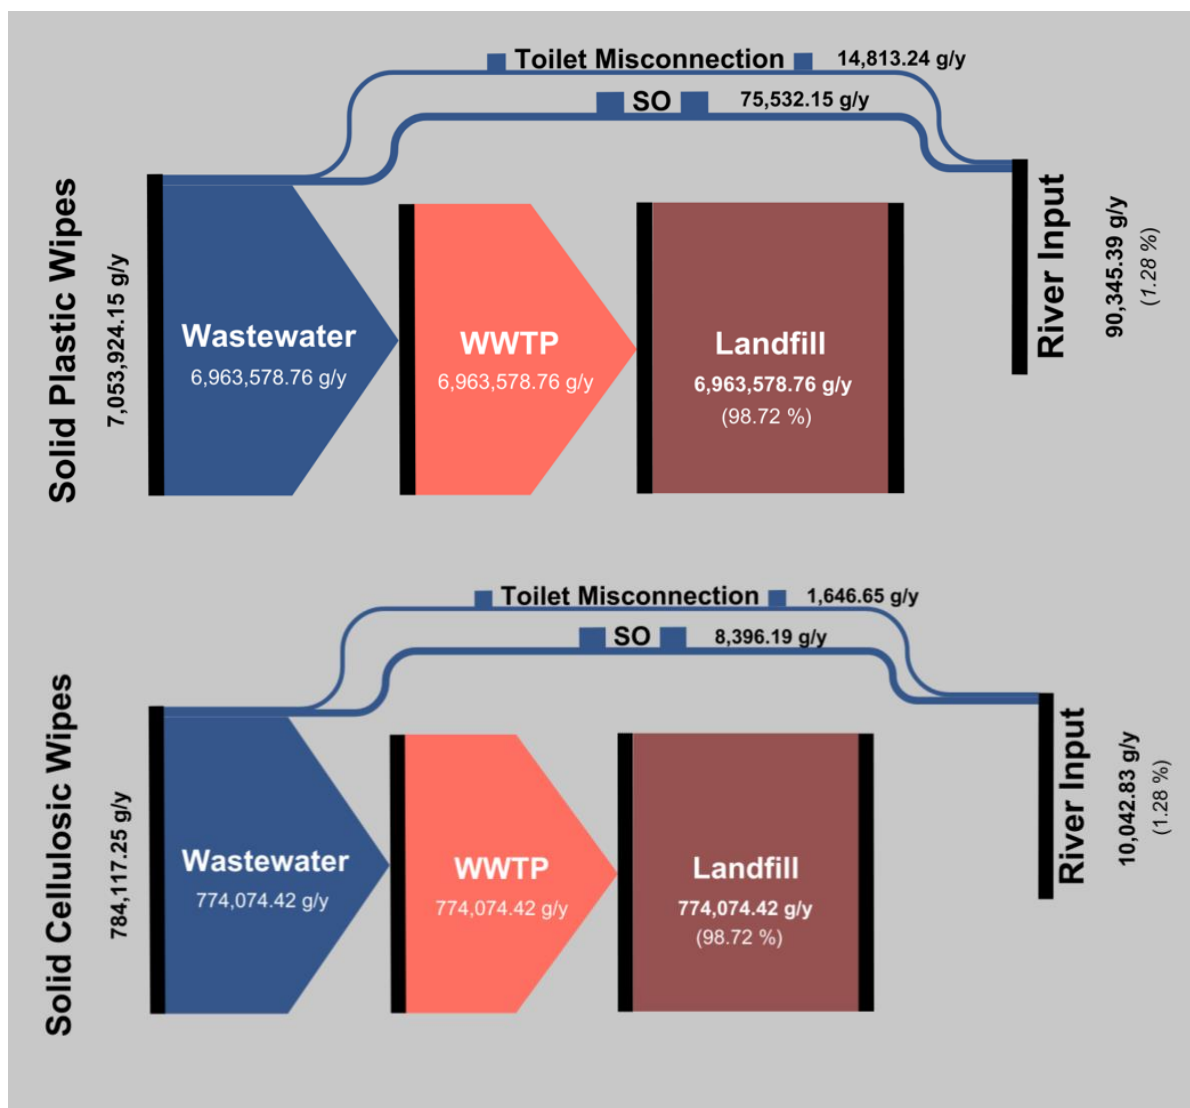 Toilet Misconnection
14,813.24 g/y
SO
75,532.15 g/y
Solid Plastic Wipes
7,053,924.15 g/y
Wastewater
6,963,578.76 g/y
WWTP
6,963,578.76 g/y
Landfill
6,963,578.76 g/y
(98.72 %)
River Input
90,345.39 g/y
(1.28 %)
Toilet Misconnection
1,646.65 g/y
SO
8,396.19 g/y
Solid Cellulosic Wipes
784,117.25 g/y
Wastewater
774,074.42 g/y
WWTP
774,074.42 g/y
Landfill
774,074.42 g/y
(98.72 %)
River Input
10,042.83 g/y
(1.28 %)